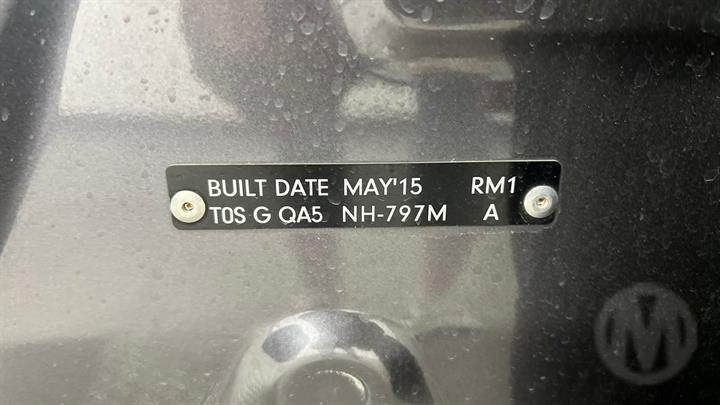 BUILT DATE MAY'15 RM1
T0S G QA5 NH-797M A
M